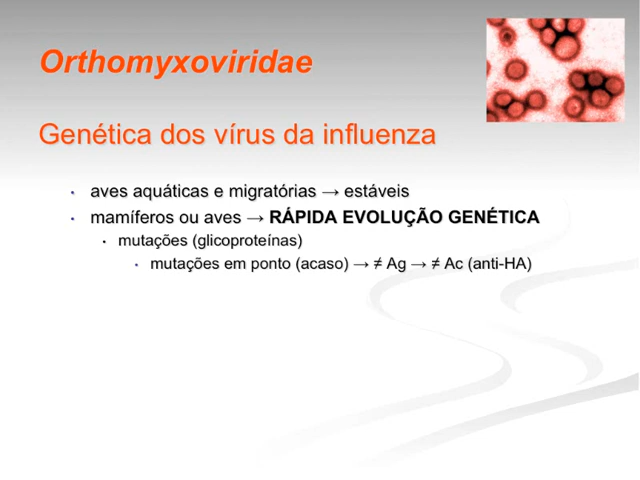 Orthomyxoviridae
Genética dos vírus da influenza
• aves aquáticas e migratórias → estáveis
• mamíferos ou aves → RÁPIDA EVOLUÇÃO GENÉTICA
• mutações (glicoproteínas)
• mutações em ponto (acaso) → ≠ Ag → ≠ Ac (anti-HA)